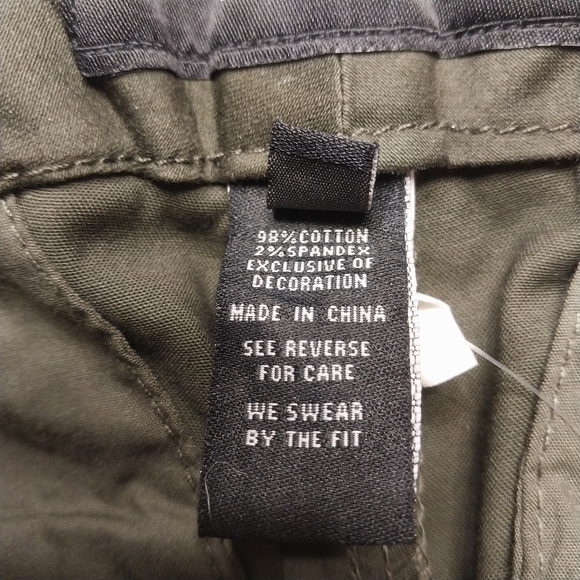 98% COTTON
2% SPANDEX
EXCLUSIVE OF
DECORATION
MADE IN CHINA
SEE REVERSE
FOR CARE
WE SWEAR
BY THE FIT